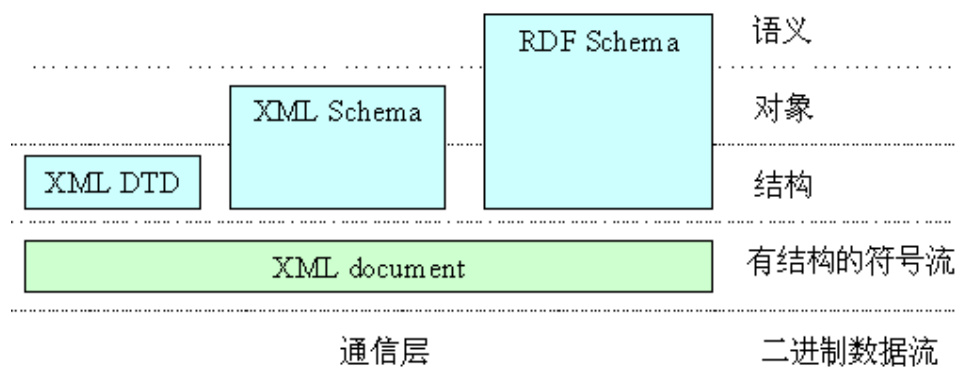 RDF Schema 语义
XML Schema 对象
XML DTD 结构
XML document 有结构的符号流
通信层 二进制数据流